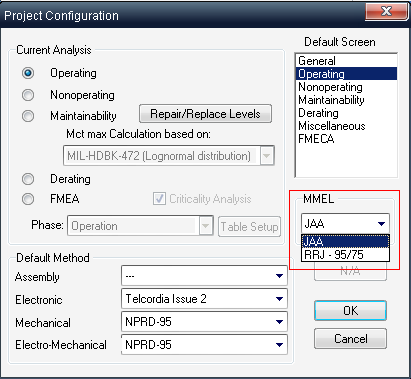 Project Configuration
Current Analysis
Operating
Nonoperating
Maintainability
Repair/Replace Levels
Mct max Calculation based on:
MIL-HDBK-472 (Lognormal distribution)
Derating
FMEA
Criticality Analysis
Phase:
Operation
Table Setup
Default Screen
General
Operating
Nonoperating
Maintainability
Derating
Miscellaneous
FMECA
MMEL
JAA
JAA
RRJ - 95/75
N/A
Default Method
Assembly
---
Electronic
Telcordia Issue 2
Mechanical
NPRD-95
Electro-Mechanical
NPRD-95
OK
Cancel